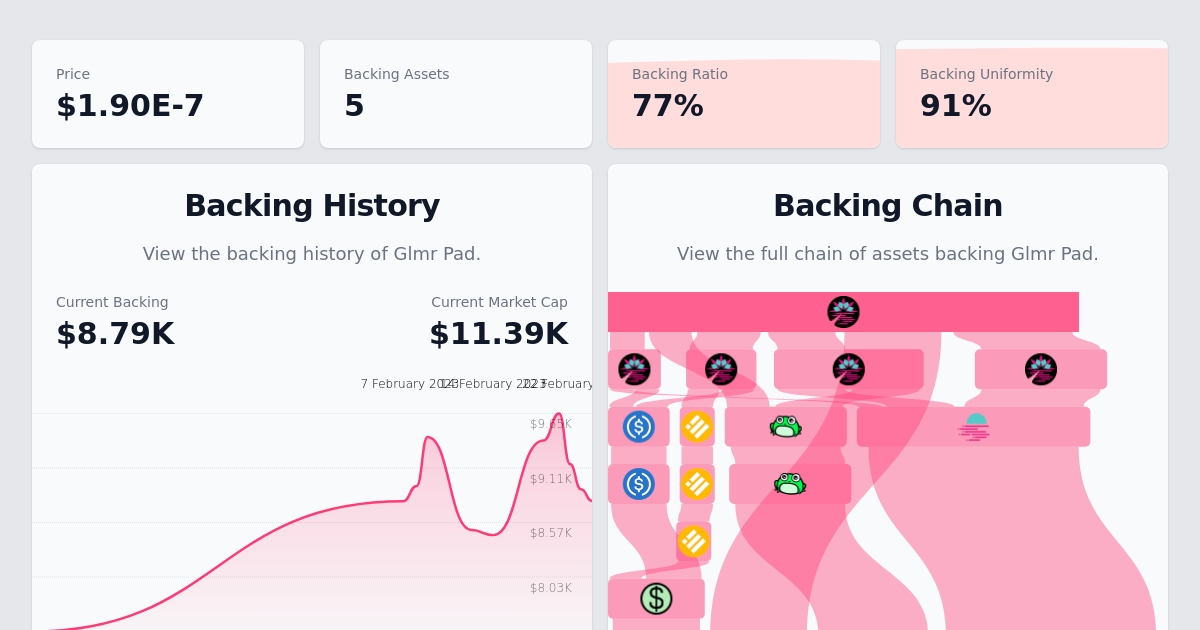 Price
$1.90E-7
Backing Assets
5
Backing Ratio
77%
Backing Uniformity
91%
Backing History
View the backing history of Glmr Pad.
Current Backing
$8.79K
Current Market Cap
$11.39K
7 February 2023
14 February 2023
22 February
$9.65K
$9.11K
$8.57K
$8.03K
Backing Chain
View the full chain of assets backing Glmr Pad.